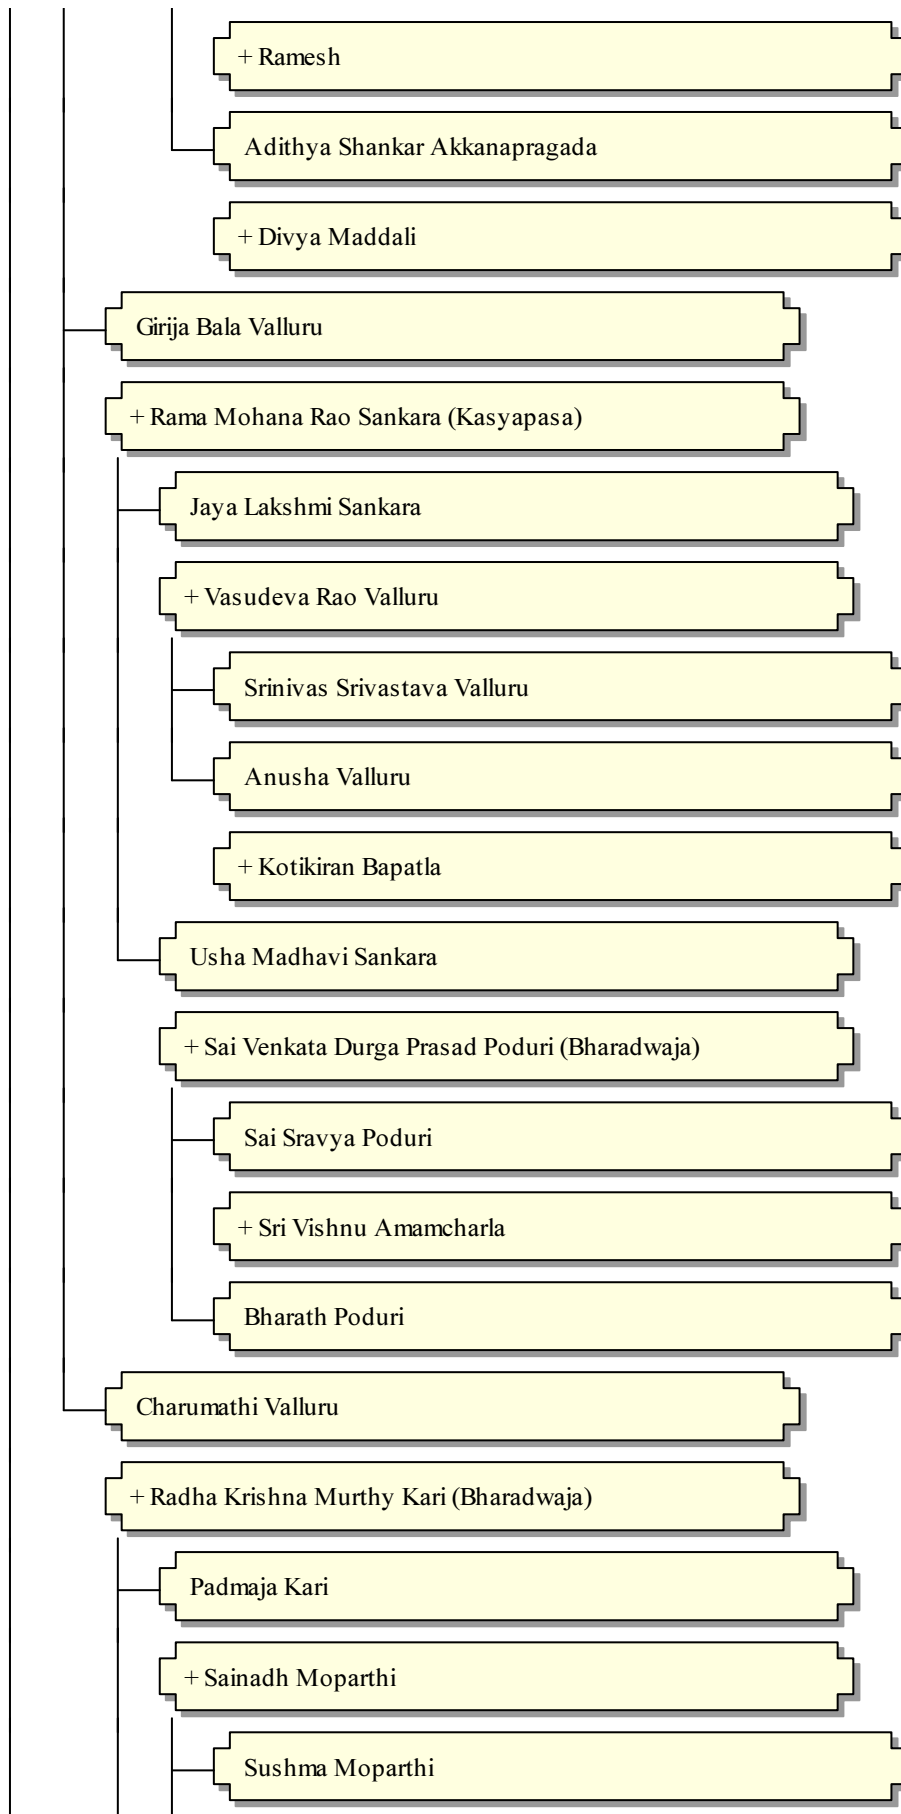 + Ramesh
Adithya Shankar Akkanapragada
+ Divya Maddali
Girija Bala Valluru
+ Rama Mohana Rao Sankara (Kasyapasa)
Jaya Lakshmi Sankara
+ Vasudeva Rao Valluru
Srinivas Srivastava Valluru
Anusha Valluru
+ Kotikiran Bapatla
Usha Madhavi Sankara
+ Sai Venkata Durga Prasad Poduri (Bharadwaja)
Sai Sravya Poduri
+ Sri Vishnu Amamcharla
Bharath Poduri
Charumathi Valluru
+ Radha Krishna Murthy Kari (Bharadwaja)
Padmaja Kari
+ Sainadh Moparthi
Sushma Moparthi